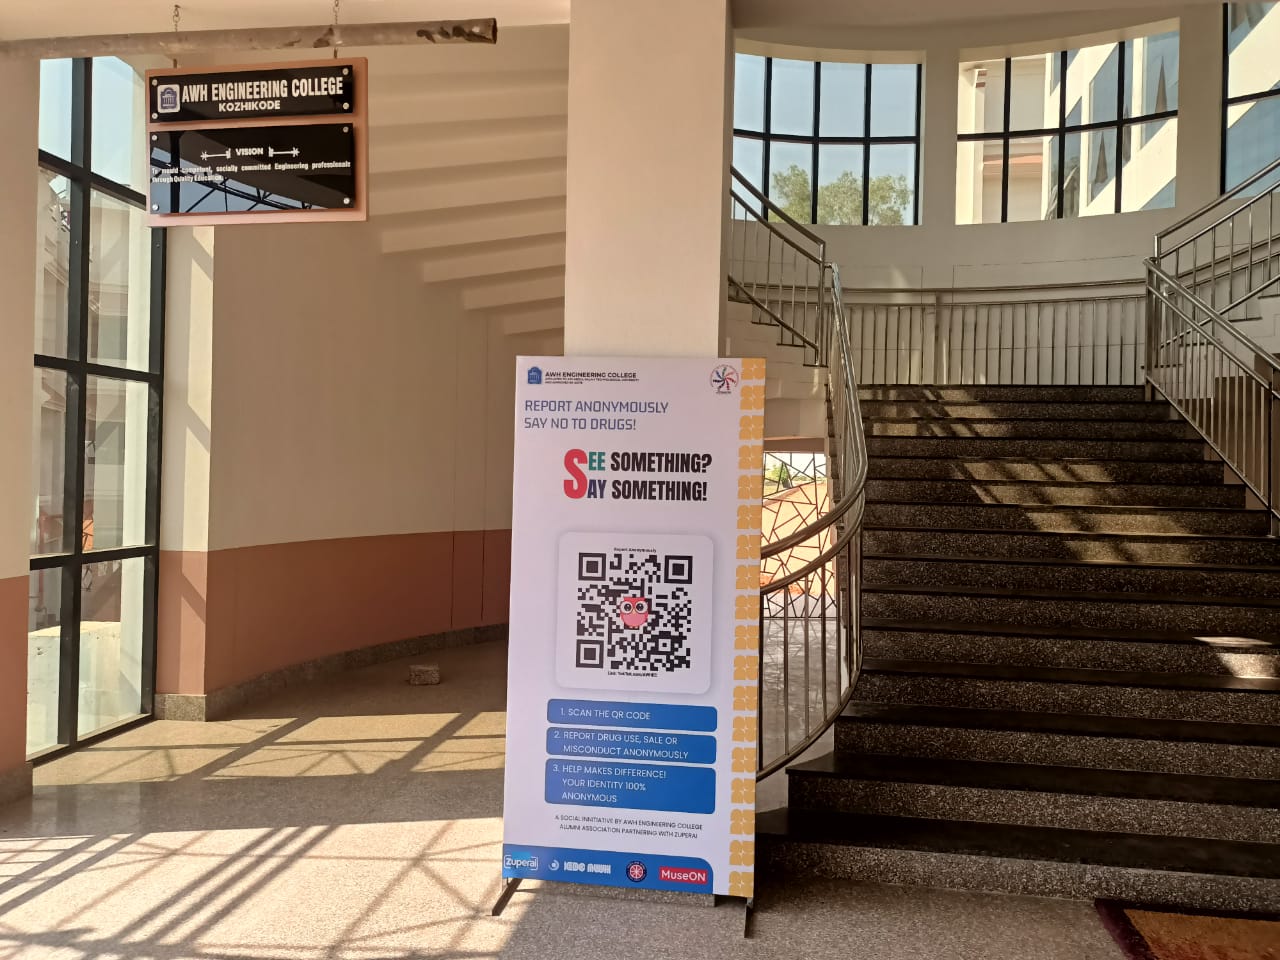 AWH ENGINEERING COLLEGE
KOZHIKODE
VISION
To mould competent, socially committed Engineering professionals
through Quality Education.
AWH ENGINEERING COLLEGE
REPORT ANONYMOUSLY
SAY NO TO DRUGS!
SEE SOMETHING?
SAY SOMETHING!
Report Anonymously
1. SCAN THE QR CODE
2. REPORT DRUG USE, SALE OR
MISCONDUCT ANONYMOUSLY
3. HELP MAKES DIFFERENCE!
YOUR IDENTITY 100%
ANONYMOUS
A SOCIAL INNITIATIVE BY AWH ENGINEERING COLLEGE
ALUMNI ASSOCIATION PARTNERING WITH ZUPERAI
zuperai
IEDC AWH
MuseON